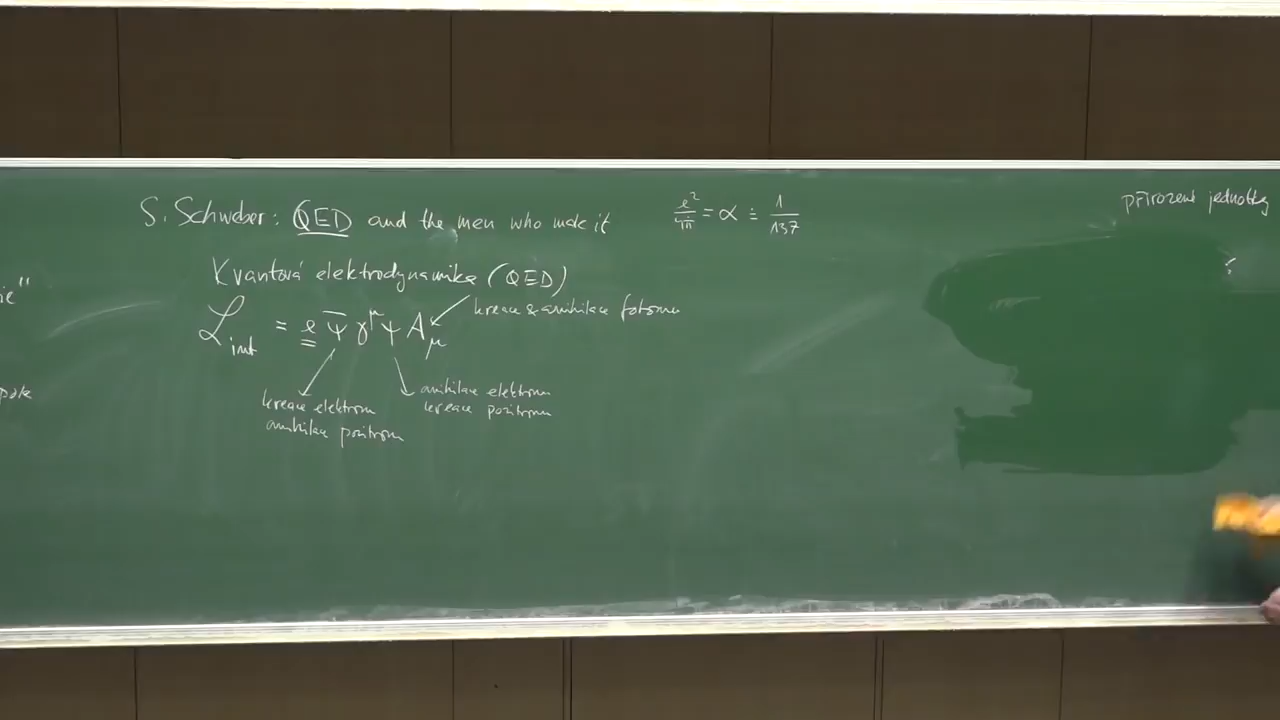 S. Schweber: QED and the men who made it
e²/4π = α ≐ 1/137
přirozené jednotky
Kvantová elektrodynamika (QED)
kreace & anihilace fotonu
ℒ_int = e ψ̄ γ^μ ψ A_μ
anihilace elektronu
kreace pozitronu
kreace elektronu
anihilace pozitronu